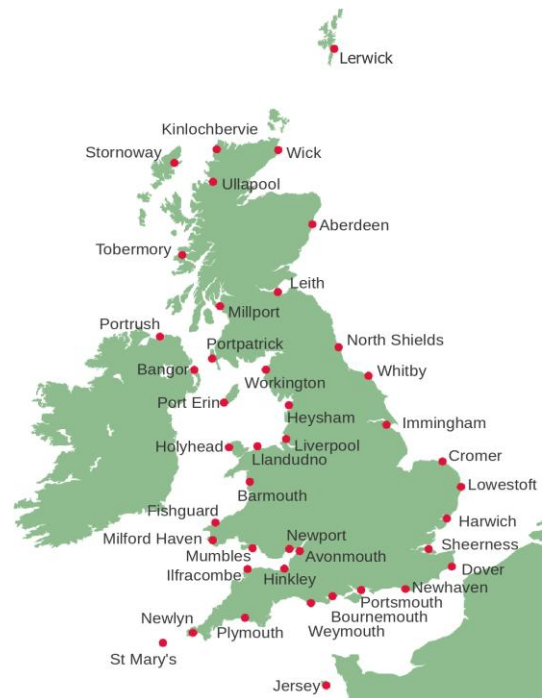 Lerwick
Kinlochbervie
Stornoway
Wick
Ullapool
Aberdeen
Tobermory
Leith
Millport
Portrush
Portpatrick
North Shields
Bangor
Workington
Whitby
Port Erin
Heysham
Immingham
Holyhead
Liverpool
Llandudno
Cromer
Barmouth
Lowestoft
Fishguard
Harwich
Milford Haven
Newport
Mumbles
Avonmouth
Sheerness
Ilfracombe
Hinkley
Dover
Newhaven
Portsmouth
Newlyn
Bournemouth
Plymouth
Weymouth
St Mary's
Jersey